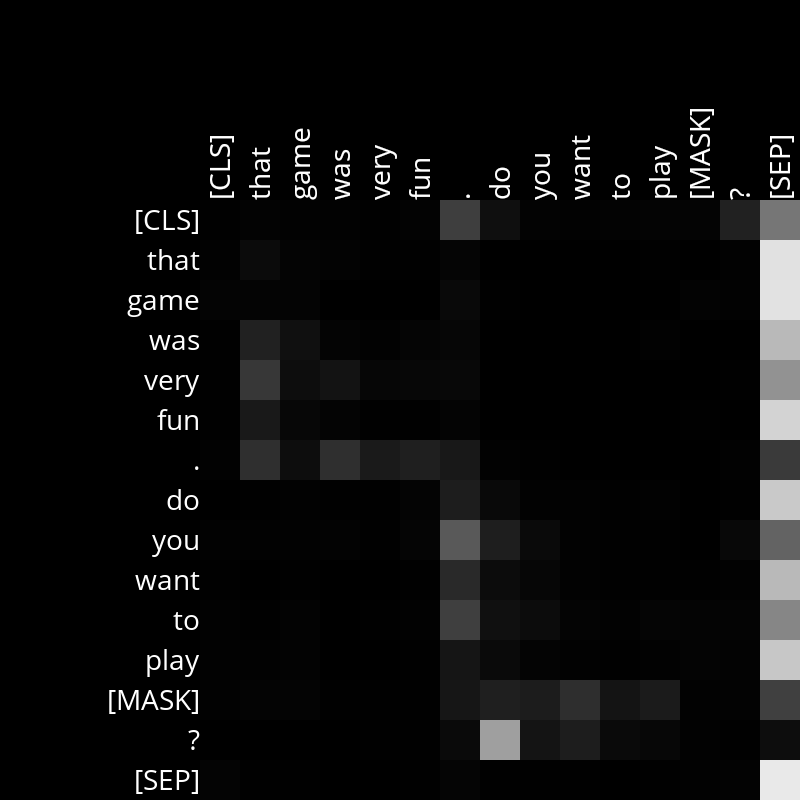 [CLS] that game was very fun . do you want to play [MASK] ? [SEP]
[CLS]
that
game
was
very
fun
.
do
you
want
to
play
[MASK]
?
[SEP]